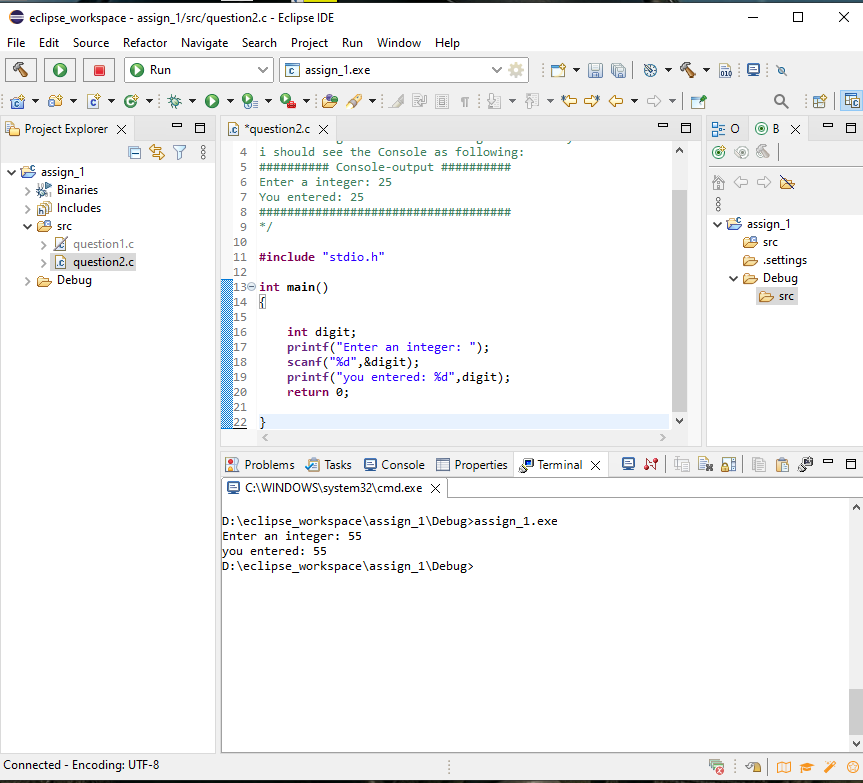 eclipse_workspace - assign_1/src/question2.c - Eclipse IDE
File Edit Source Refactor Navigate Search Project Run Window Help
Run
assign_1.exe
010
Project Explorer
*question2.c
O
B
assign_1
Binaries
Includes
src
question1.c
question2.c
Debug
4 i should see the Console as following:
5 ########## Console-output ##########
6 Enter a integer: 25
7 You entered: 25
8 ####################################
9 */
10
11 #include "stdio.h"
12
13 int main()
14 {
15
16 int digit;
17 printf("Enter an integer: ");
18 scanf("%d",&digit);
19 printf("you entered: %d",digit);
20 return 0;
21
22 }
assign_1
src
.settings
Debug
src
Problems Tasks Console Properties Terminal
C:\WINDOWS\system32\cmd.exe
D:\eclipse_workspace\assign_1\Debug>assign_1.exe
Enter an integer: 55
you entered: 55
D:\eclipse_workspace\assign_1\Debug>
Connected - Encoding: UTF-8